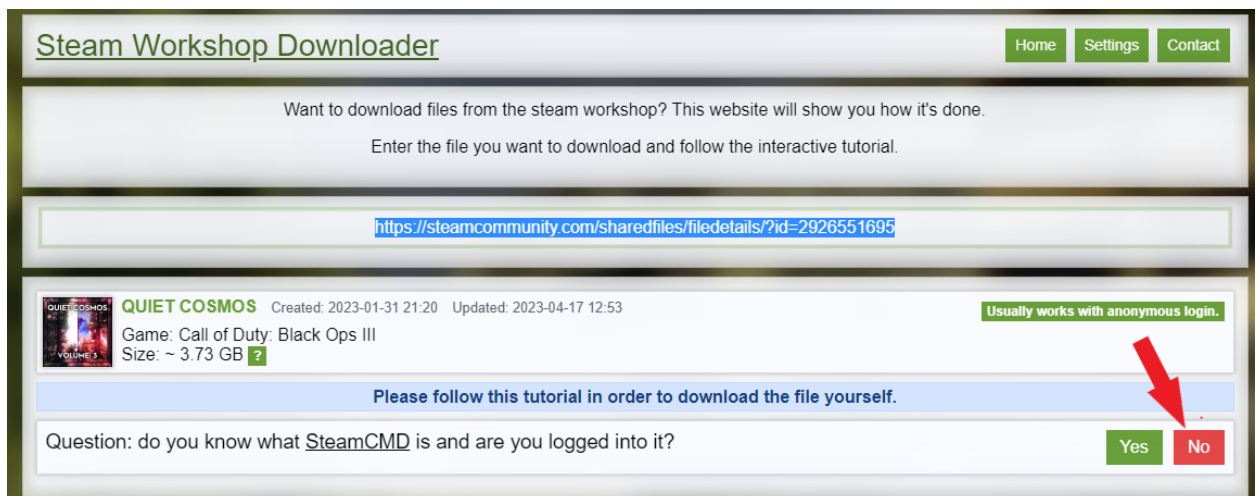 Steam Workshop Downloader
Home Settings Contact
Want to download files from the steam workshop? This website will show you how it's done.
Enter the file you want to download and follow the interactive tutorial.
https://steamcommunity.com/sharedfiles/filedetails/?id=2926551695
QUIET COSMOS
VOLUME 3
QUIET COSMOS Created: 2023-01-31 21:20 Updated: 2023-04-17 12:53
Usually works with anonymous login.
Game: Call of Duty: Black Ops III
Size: ~ 3.73 GB ?
Please follow this tutorial in order to download the file yourself.
Question: do you know what SteamCMD is and are you logged into it?
Yes No